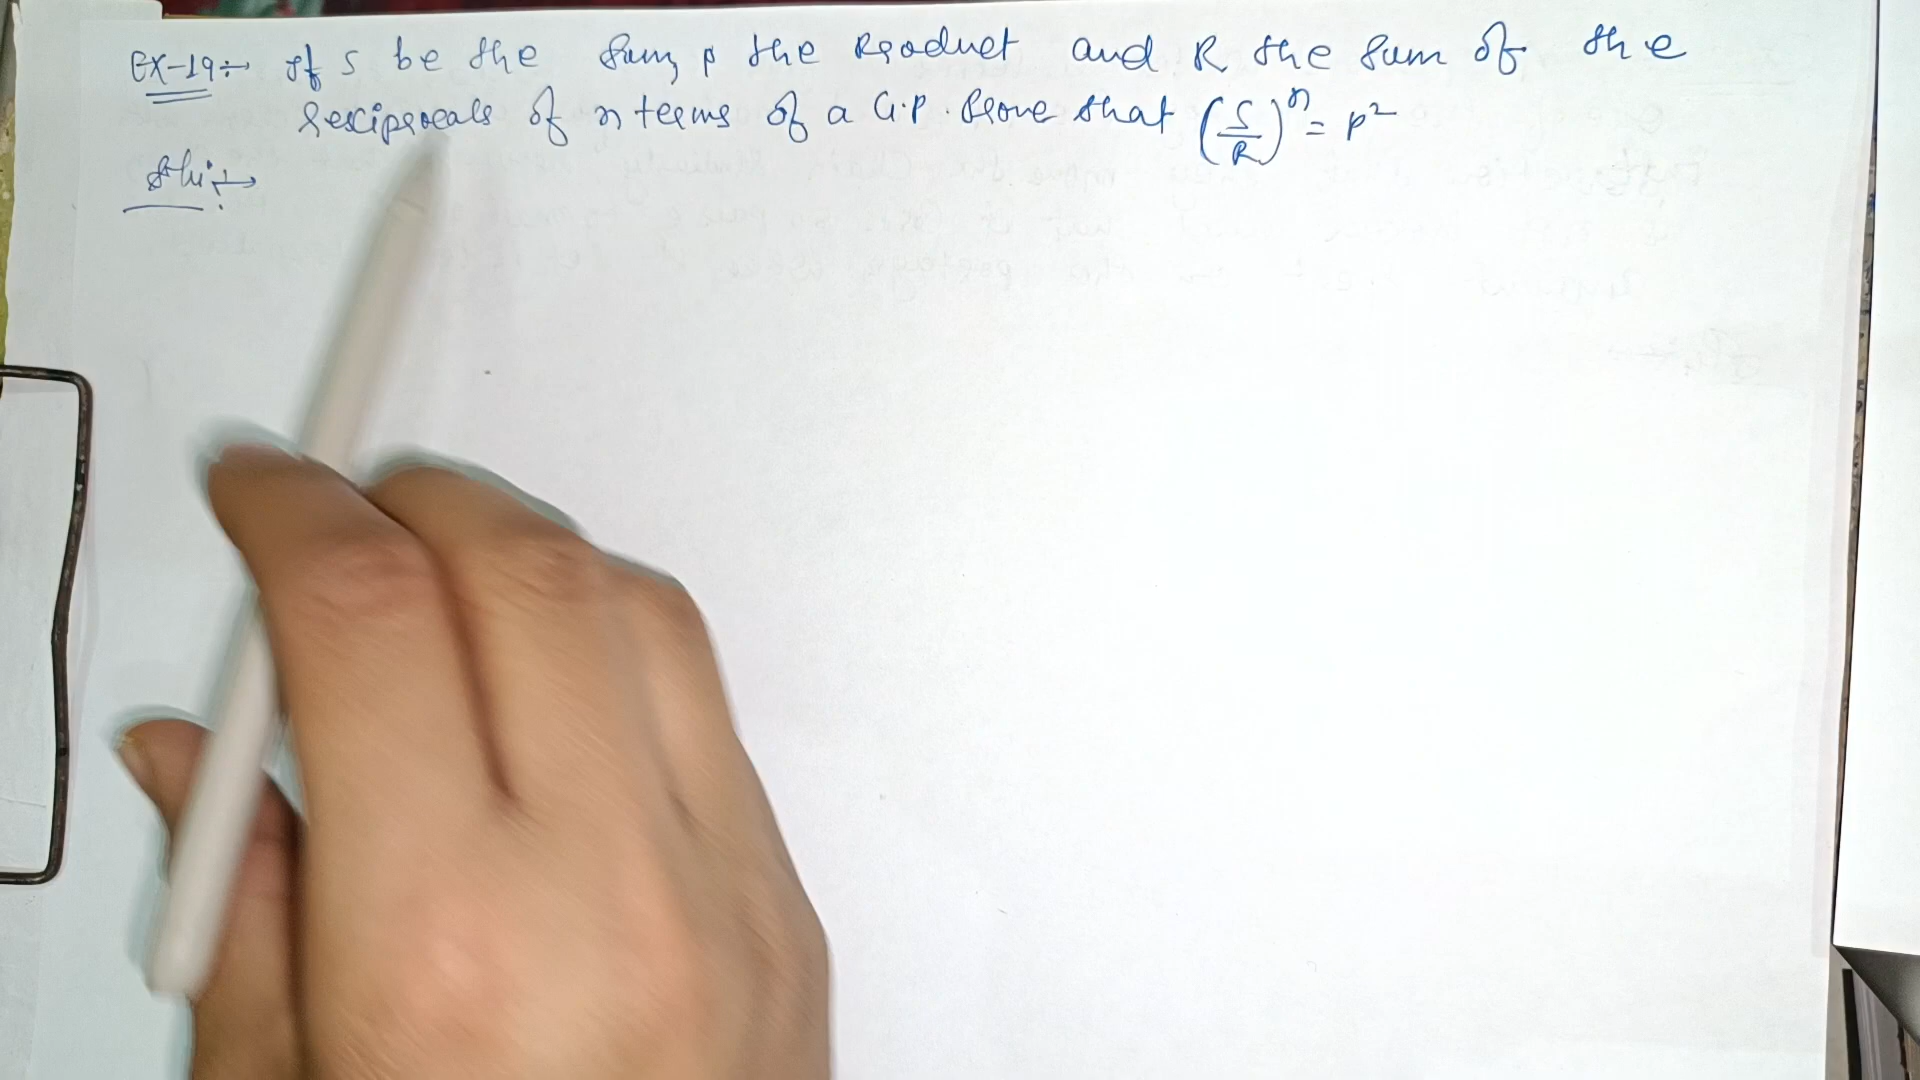 Ex-19:- If S be the Sum, P the Product and R the Sum of the
reciprocals of n terms of a G.P. Prove that (S/R)^n = P^2
Sol:-